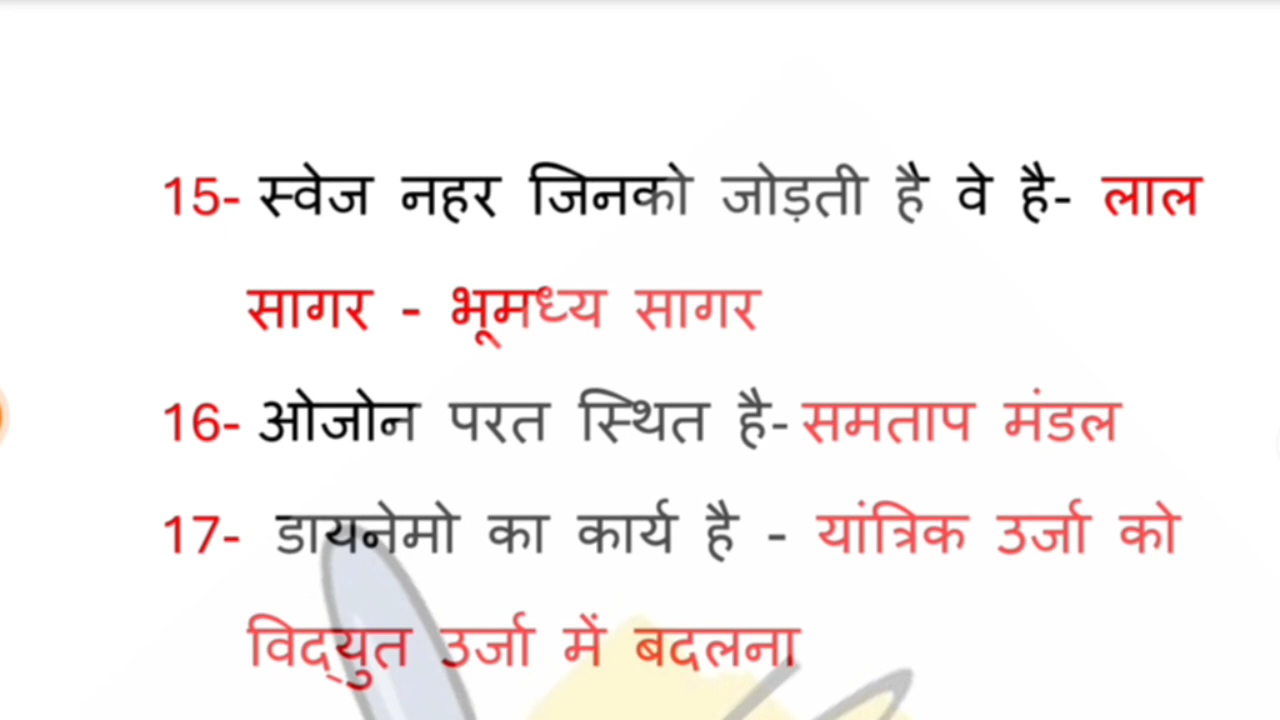 15- स्वेज नहर जिनको जोड़ती है वे है- लाल
सागर - भूमध्य सागर
16- ओजोन परत स्थित है- समताप मंडल
17- डायनेमो का कार्य है - यांत्रिक उर्जा को
विद्युत उर्जा में बदलना